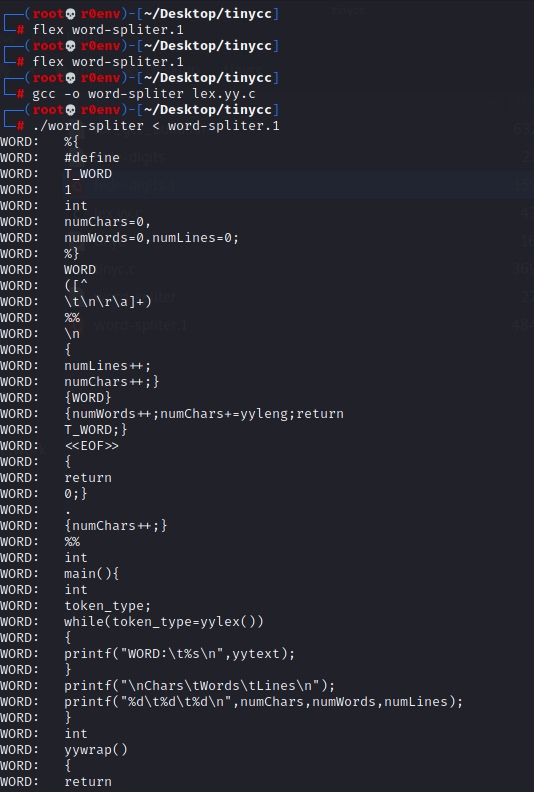 ┌──(root💀r0env)-[~/Desktop/tinycc]
└─# flex word-spliter.1
┌──(root💀r0env)-[~/Desktop/tinycc]
└─# flex word-spliter.1
┌──(root💀r0env)-[~/Desktop/tinycc]
└─# gcc -o word-spliter lex.yy.c
┌──(root💀r0env)-[~/Desktop/tinycc]
└─# ./word-spliter < word-spliter.1
WORD:   %{
WORD:   #define
WORD:   T_WORD
WORD:   1
WORD:   int
WORD:   numChars=0,
WORD:   numWords=0,numLines=0;
WORD:   %}
WORD:   WORD
WORD:   ([^
WORD:   \t\n\r\a]+)
WORD:   %%
WORD:   \n
WORD:   {
WORD:   numLines++;
WORD:   numChars++;}
WORD:   {WORD}
WORD:   {numWords++;numChars+=yyleng;return
WORD:   T_WORD;}
WORD:   <<EOF>>
WORD:   {
WORD:   return
WORD:   0;}
WORD:   .
WORD:   {numChars++;}
WORD:   %%
WORD:   int
WORD:   main(){
WORD:   int
WORD:   token_type;
WORD:   while(token_type=yylex())
WORD:   {
WORD:   printf("WORD:\t%s\n",yytext);
WORD:   }
WORD:   printf("\nChars\tWords\tLines\n");
WORD:   printf("%d\t%d\t%d\n",numChars,numWords,numLines);
WORD:   }
WORD:   int
WORD:   yywrap()
WORD:   {
WORD:   return